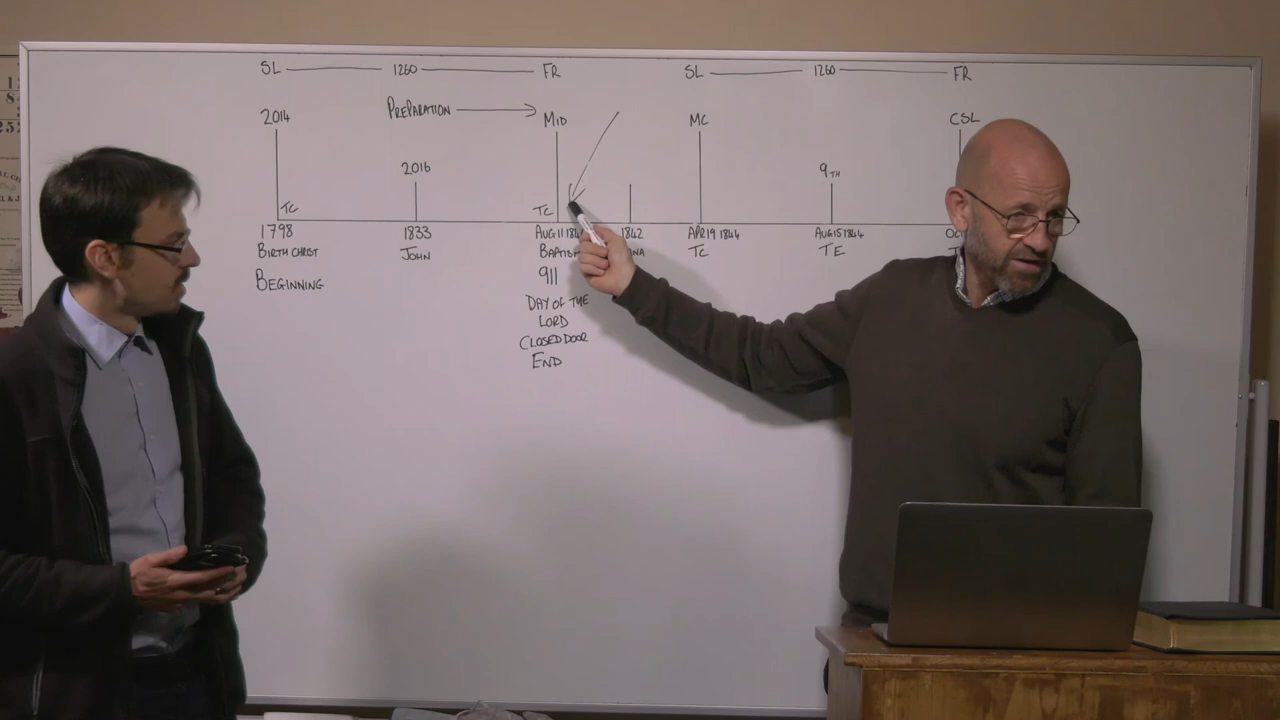 SL 1260 FR SL 1260 FR
PREPARATION
2014 MID MC CSL
2016 9TH
TC TC
1798 1833 AUG 11 184 1842 APR 19 1844 AUG 15 1844
BIRTH CHRIST JOHN TC TE
BEGINNING 911
DAY OF THE
LORD
CLOSED DOOR
END